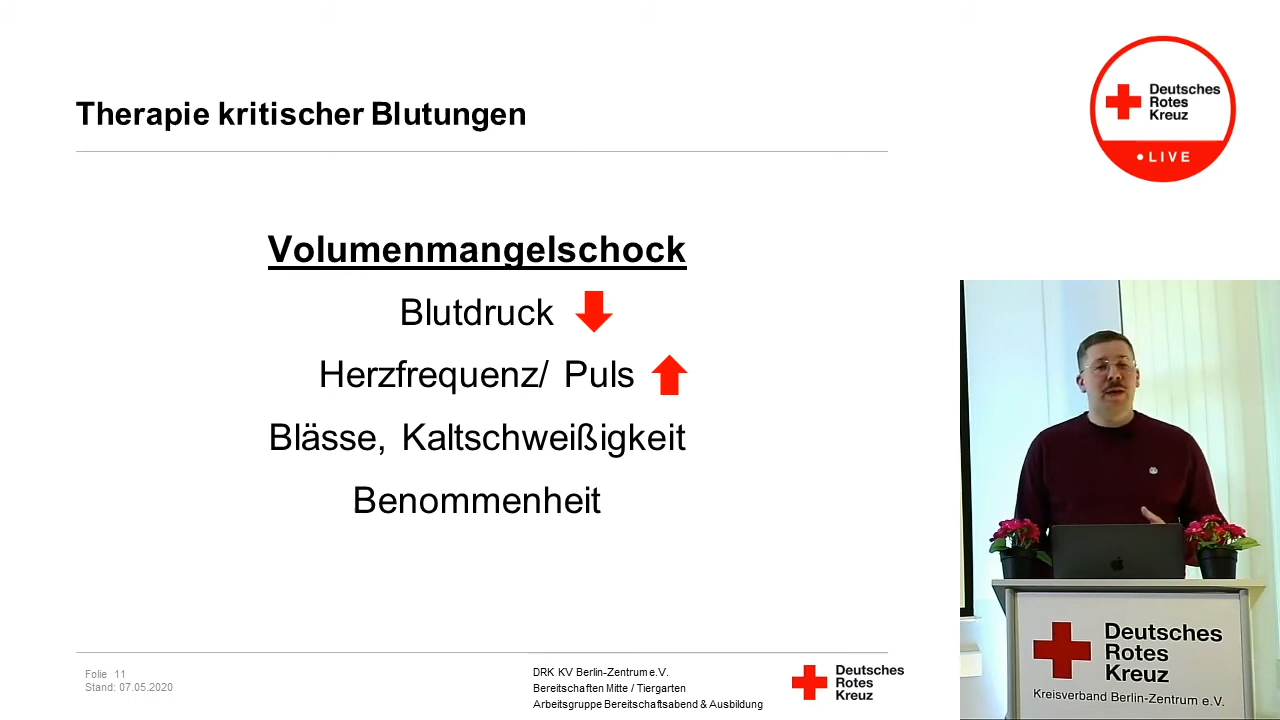 Therapie kritischer Blutungen
Deutsches
Rotes
Kreuz
LIVE
Volumenmangelschock
Blutdruck
Herzfrequenz/ Puls
Blässe, Kaltschweißigkeit
Benommenheit
Deutsches
Rotes
Kreuz
Kreisverband Berlin-Zentrum e.V.
Folie 11
Stand: 07.05.2020
DRK KV Berlin-Zentrum e.V.
Bereitschaften Mitte / Tiergarten
Arbeitsgruppe Bereitschaftsabend & Ausbildung
Deutsches
Rotes
Kreuz